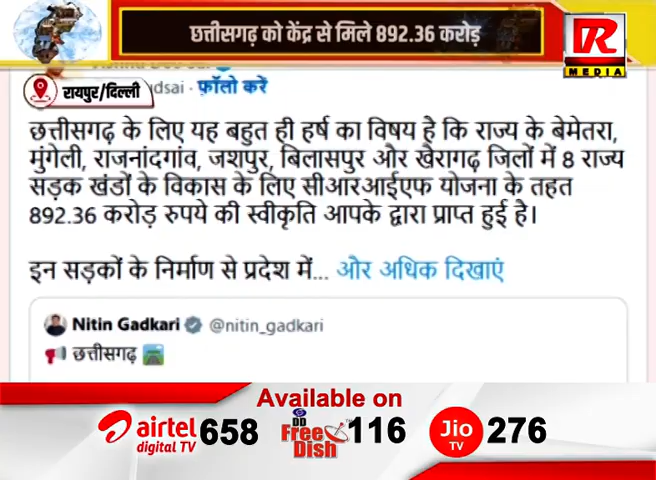 छत्तीसगढ़ को केंद्र से मिले 892.36 करोड़
R
MEDIA
रायपुर/दिल्ली
dsai · फ़ॉलो करें
छत्तीसगढ़ के लिए यह बहुत ही हर्ष का विषय है कि राज्य के बेमेतरा,
मुंगेली, राजनांदगांव, जशपुर, बिलासपुर और खैरागढ़ जिलों में 8 राज्य
सड़क खंडों के विकास के लिए सीआरआईएफ योजना के तहत
892.36 करोड़ रुपये की स्वीकृति आपके द्वारा प्राप्त हुई है।
इन सड़कों के निर्माण से प्रदेश में... और अधिक दिखाएं
Nitin Gadkari @nitin_gadkari
छत्तीसगढ़
Available on
airtel digital TV 658 DD Free Dish 116 Jio TV 276